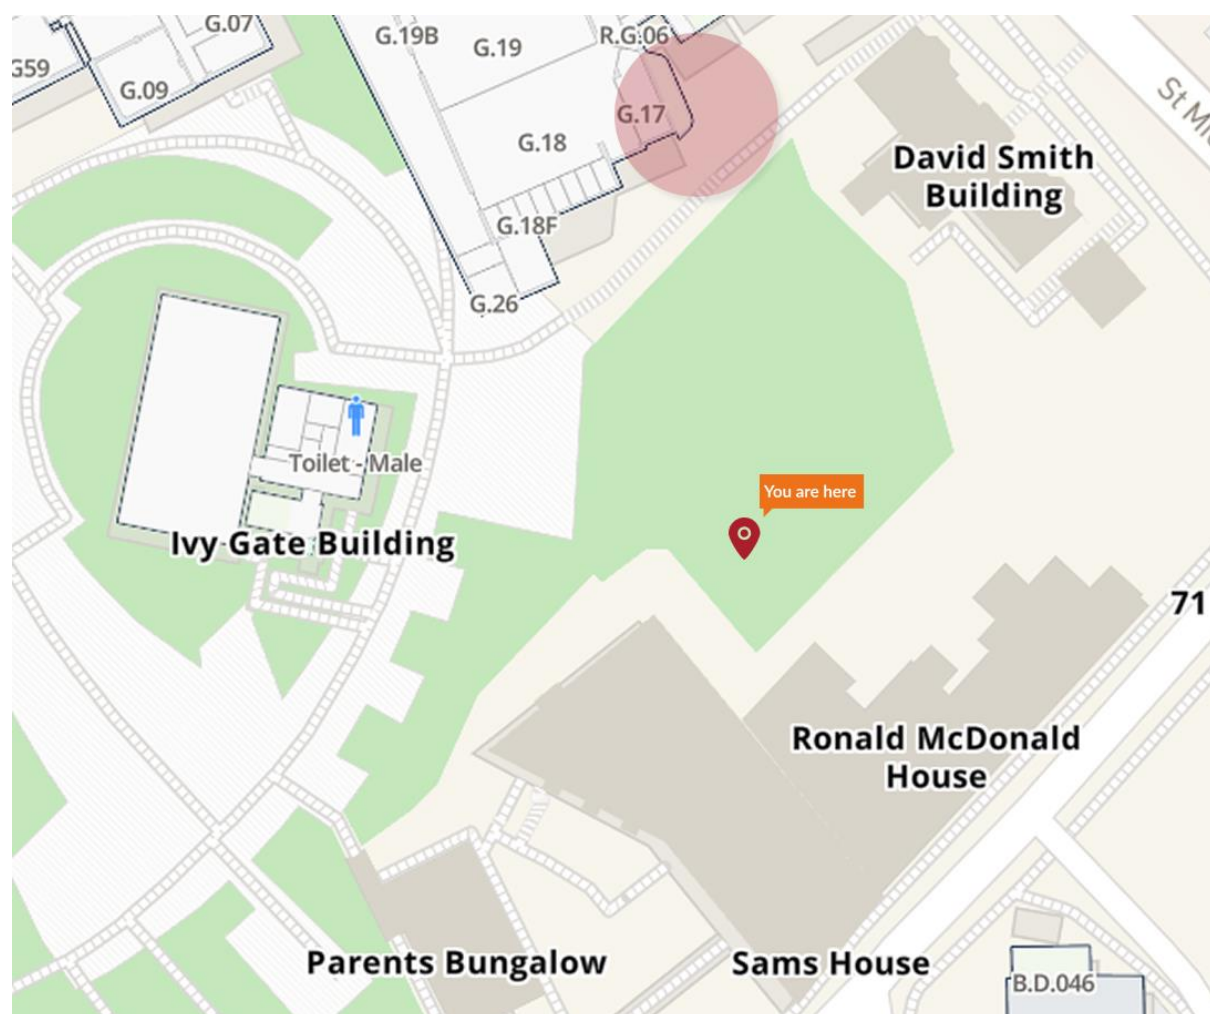 G.07
G.19B
G.19
R.G.06
G59
G.09
G.17
G.18
St Mic
David Smith
Building
G.18F
G.26
Toilet - Male
You are here
Ivy Gate Building
71
Ronald McDonald
House
Parents Bungalow
Sams House
B.D.046